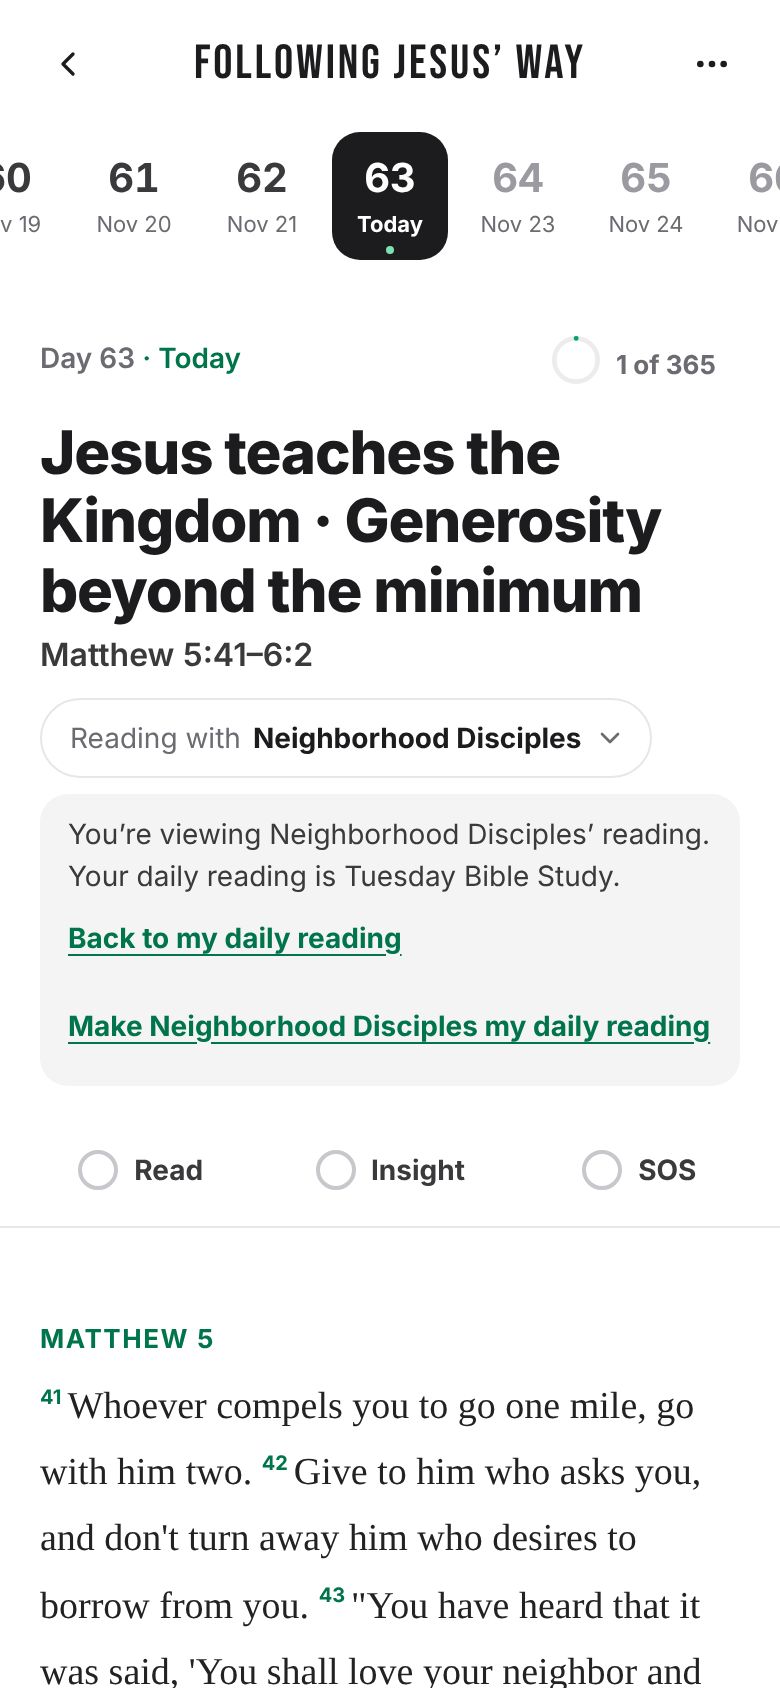 FOLLOWING JESUS’ WAY
60 61 62 63 64 65 66
v 19 Nov 20 Nov 21 Today Nov 23 Nov 24 Nov
Day 63 · Today
1 of 365
Jesus teaches the
Kingdom · Generosity
beyond the minimum
Matthew 5:41–6:2
Reading with Neighborhood Disciples
You’re viewing Neighborhood Disciples’ reading.
Your daily reading is Tuesday Bible Study.
Back to my daily reading
Make Neighborhood Disciples my daily reading
Read Insight SOS
MATTHEW 5
41 Whoever compels you to go one mile, go
with him two. 42 Give to him who asks you,
and don't turn away him who desires to
borrow from you. 43 "You have heard that it
was said, 'You shall love your neighbor and